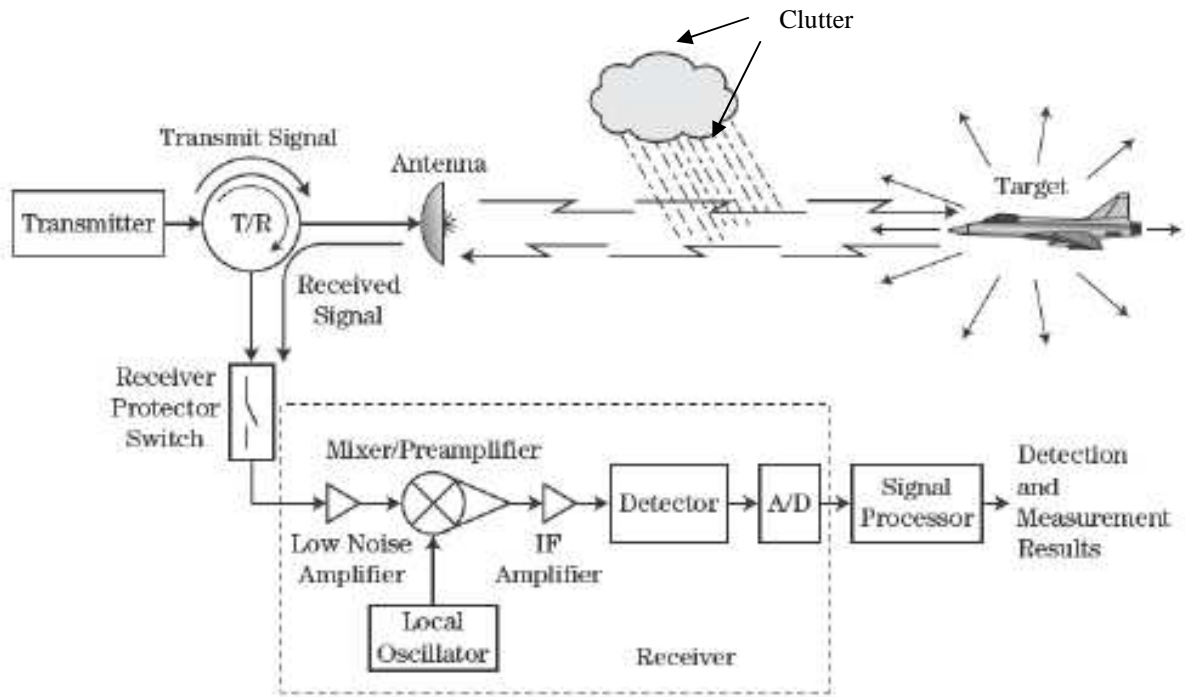 Clutter
Transmit Signal
Antenna
Target
Transmitter
T/R
Received
Signal
Receiver
Protector
Switch
Mixer/Preamplifier
Low Noise
Amplifier
IF
Amplifier
Detector
A/D
Signal
Processor
Detection
and
Measurement
Results
Local
Oscillator
Receiver